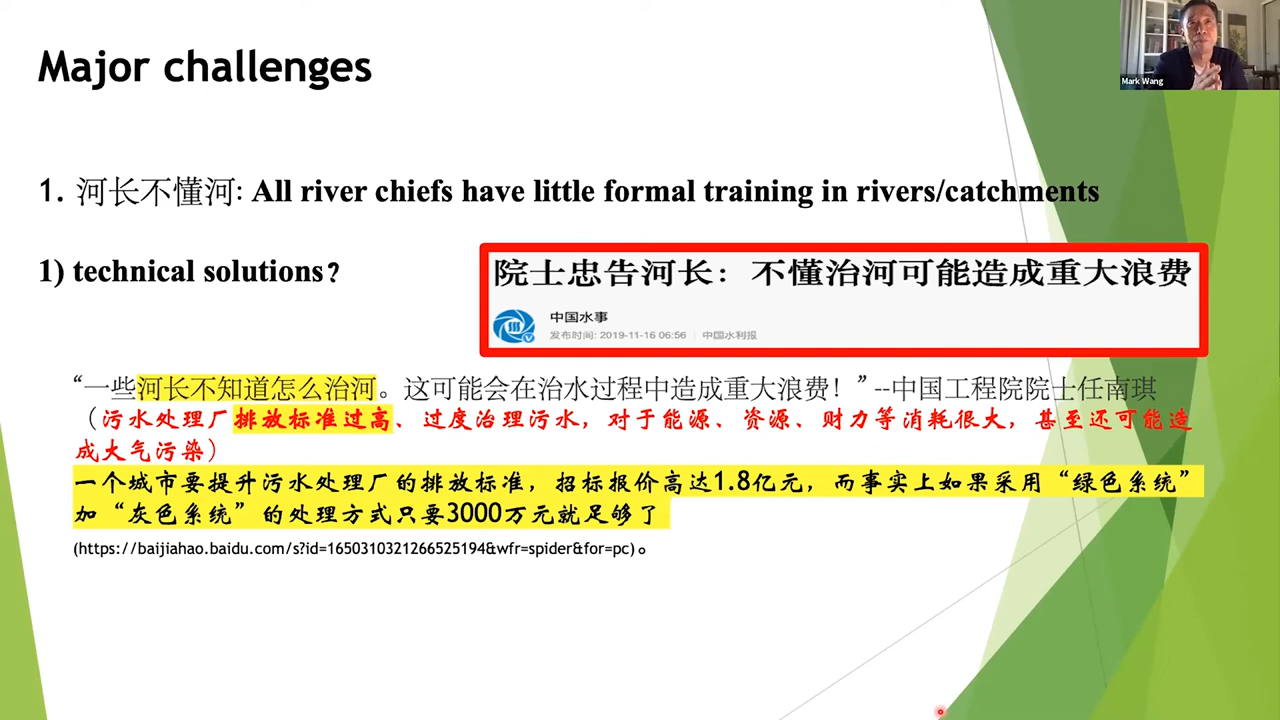 Major challenges
Mark Wang
1. 河长不懂河: All river chiefs have little formal training in rivers/catchments
1) technical solutions?
院士忠告河长：不懂治河可能造成重大浪费
中国水事
发布时间: 2019-11-16 06:56 | 中国水利报
“一些河长不知道怎么治河。这可能会在治水过程中造成重大浪费！”--中国工程院院士任南琪
（污水处理厂排放标准过高、过度治理污水，对于能源、资源、财力等消耗很大，甚至还可能造
成大气污染）
一个城市要提升污水处理厂的排放标准，招标报价高达1.8亿元，而事实上如果采用“绿色系统”
加“灰色系统”的处理方式只要3000万元就足够了
(https://baijiahao.baidu.com/s?id=1650310321266525194&wfr=spider&for=pc)。